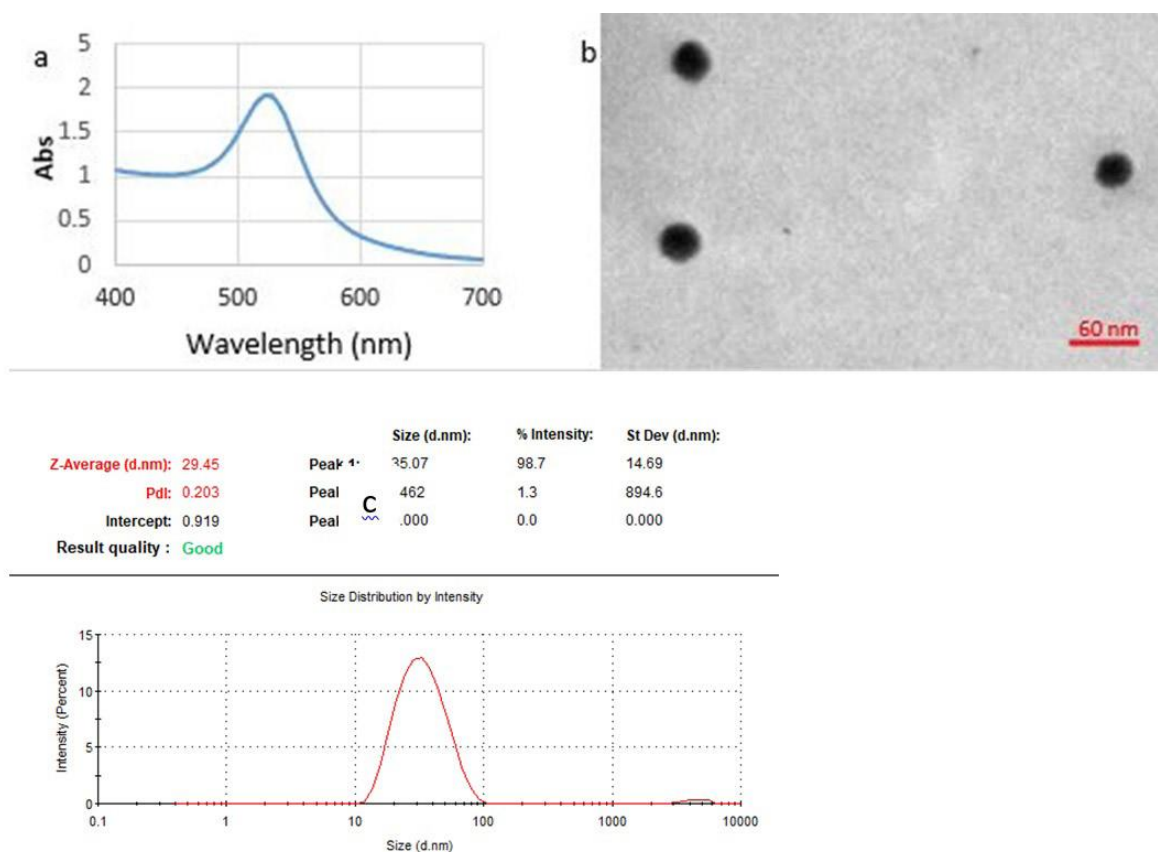 a
5
2
1.5
1
0.5
0
Abs
400 500 600 700
Wavelength (nm)
b
60 nm
Size (d.nm): % Intensity: St Dev (d.nm):
Z-Average (d.nm): 29.45 35.07 98.7 14.69
PdI: 0.203 462 1.3 894.6
Intercept: 0.919 .000 0.0 0.000
Result quality : Good
c
Size Distribution by Intensity
15
10
5
0
Intensity (Percent)
0.1 1 10 100 1000 10000
Size (d.nm)